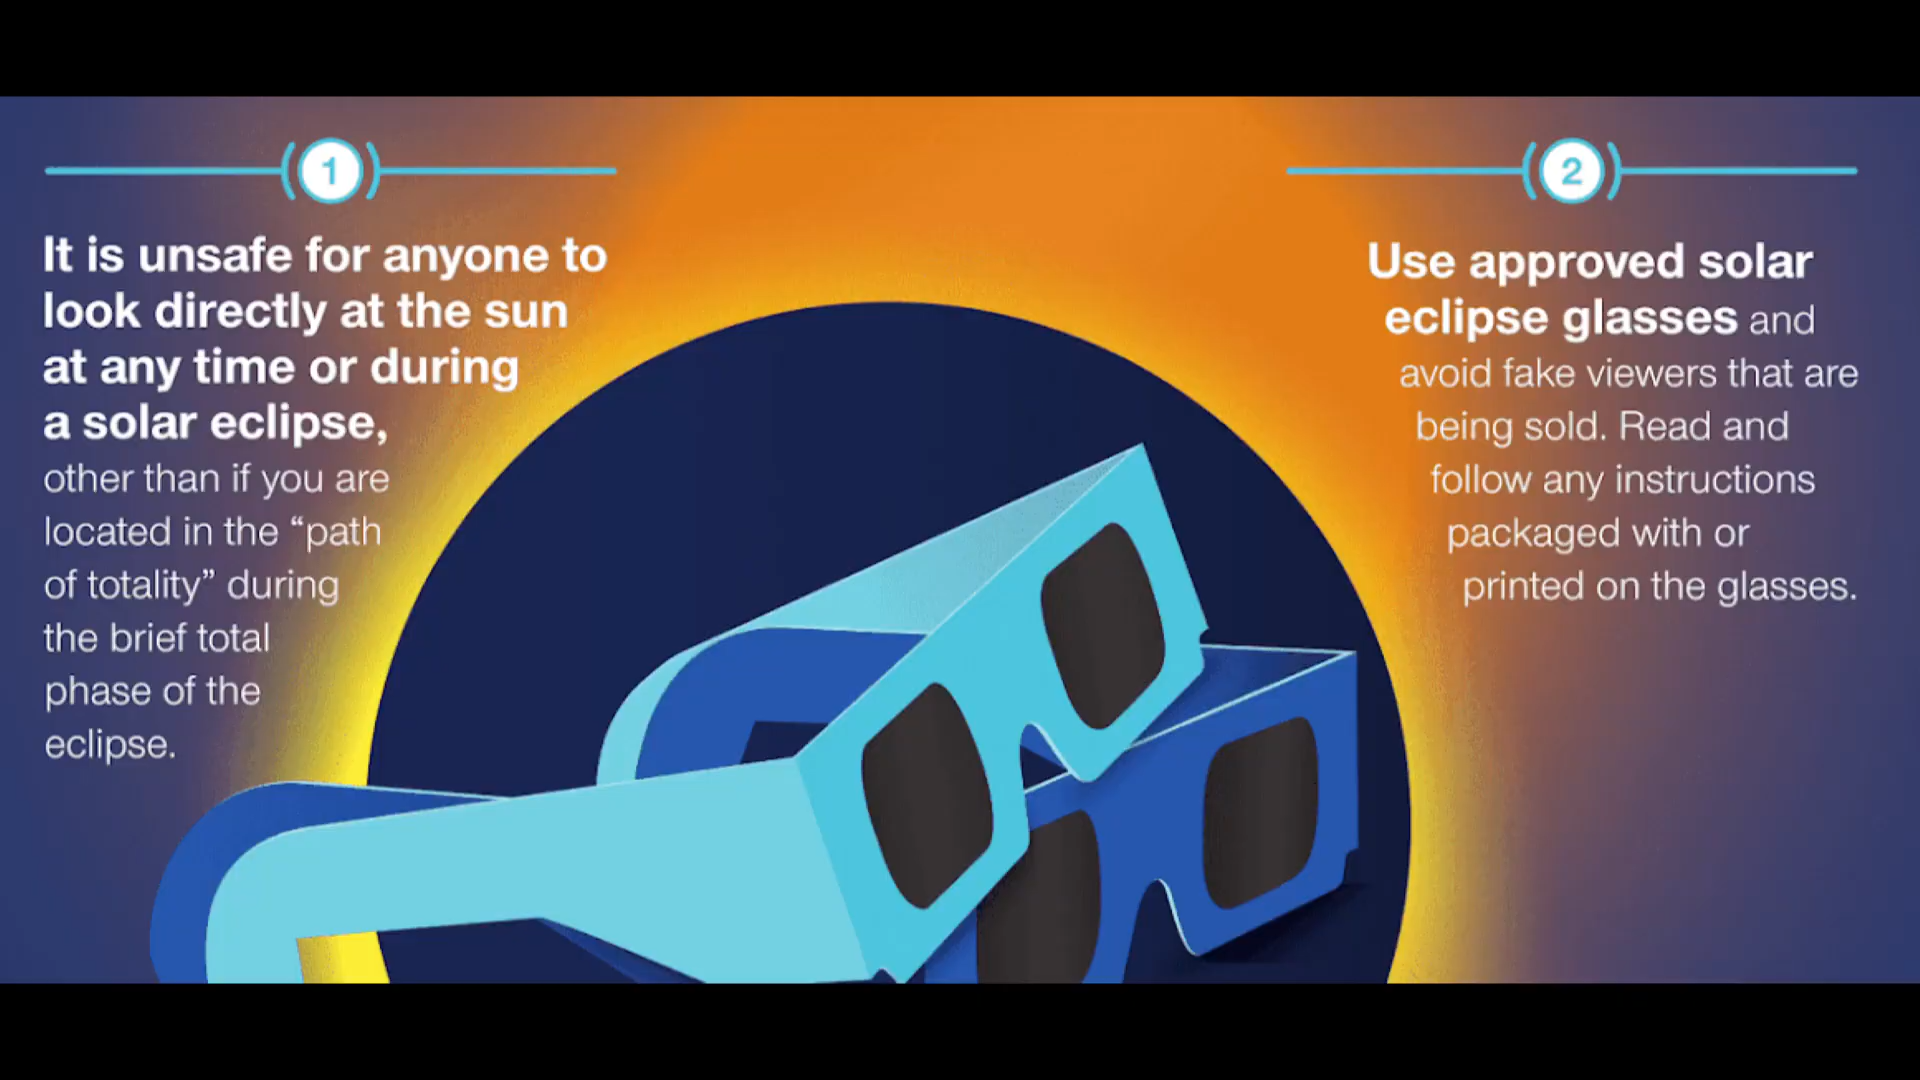 1
It is unsafe for anyone to
look directly at the sun
at any time or during
a solar eclipse,
other than if you are
located in the “path
of totality” during
the brief total
phase of the
eclipse.
2
Use approved solar
eclipse glasses and
avoid fake viewers that are
being sold. Read and
follow any instructions
packaged with or
printed on the glasses.